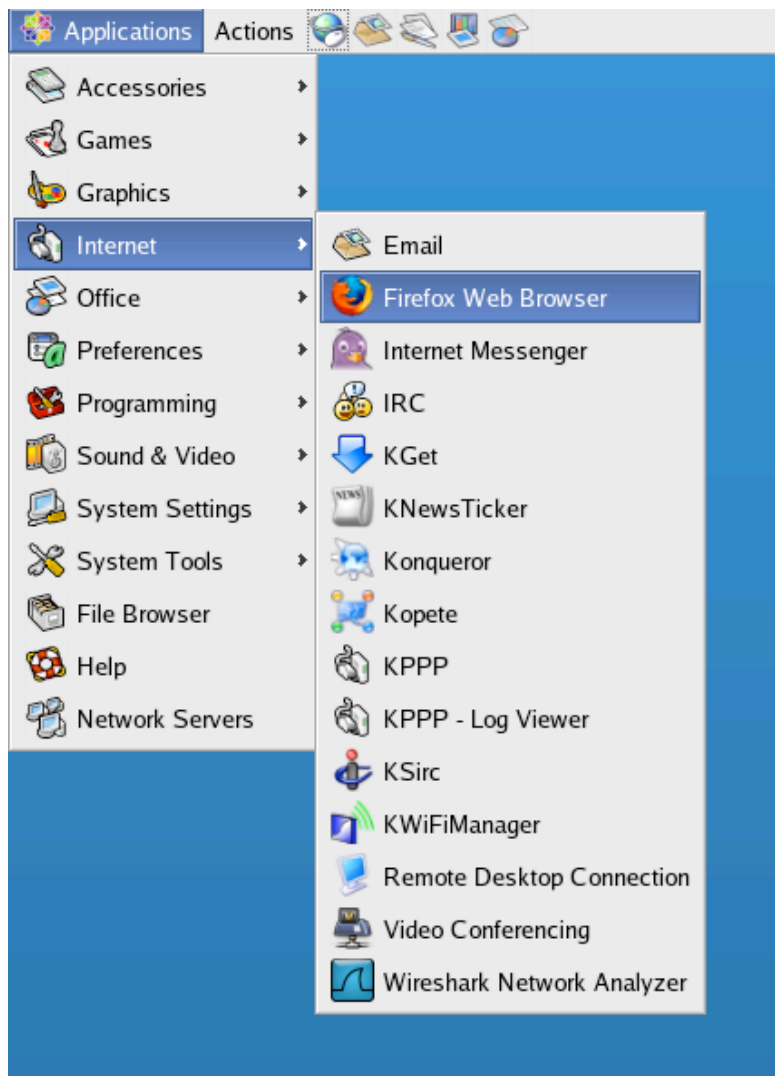 Applications Actions
Accessories
Games
Graphics
Internet
Office
Preferences
Programming
Sound & Video
System Settings
System Tools
File Browser
Help
Network Servers
Email
Firefox Web Browser
Internet Messenger
IRC
KGet
NEWS
KNewsTicker
Konqueror
Kopete
KPPP
KPPP - Log Viewer
KSirc
KWiFiManager
Remote Desktop Connection
Video Conferencing
Wireshark Network Analyzer